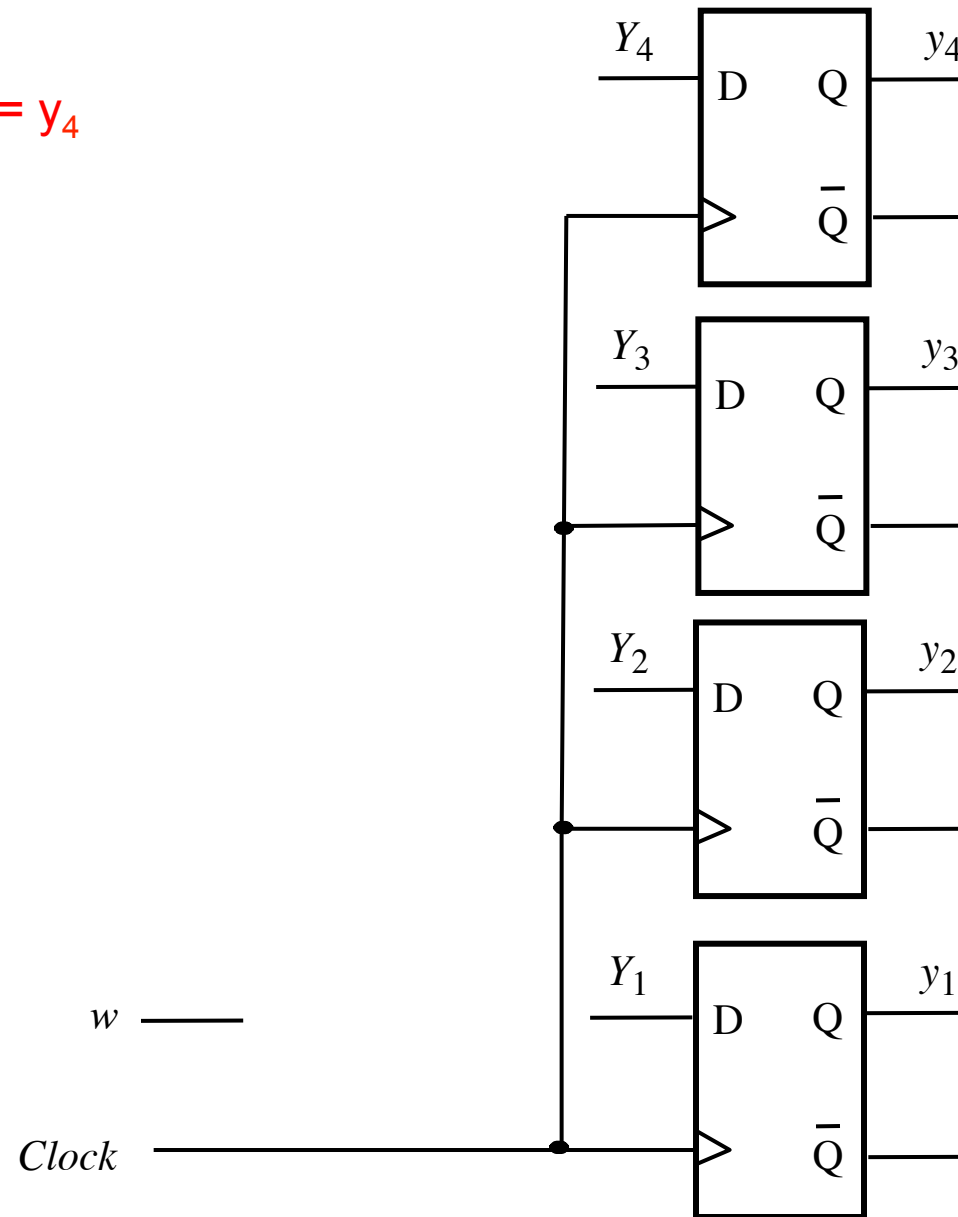 Y₄ y₄
= y₄
D Q
Q̅
Y₃ y₃
D Q
Q̅
Y₂ y₂
D Q
Q̅
Y₁ y₁
w
D Q
Clock
Q̅